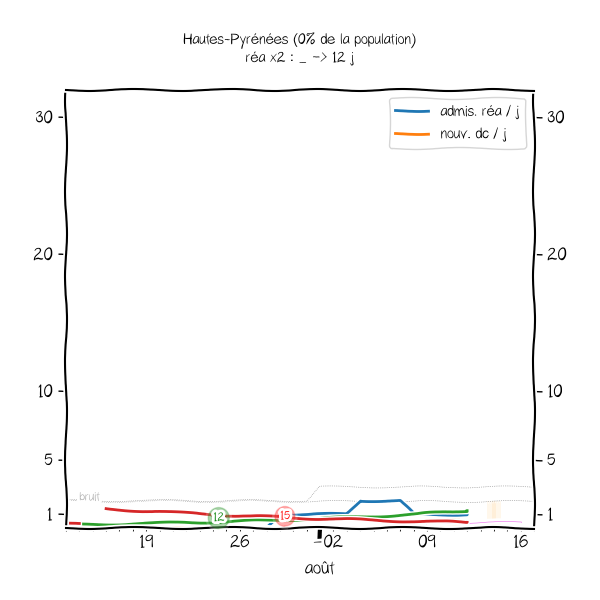 Hautes-Pyrénées (0% de la population)
réa x2 : _ -> 12 j
admis. réa / j
nouv. dc / j
30
30
20
20
10
10
5
5
bruit
1
12
15
1
19
26
02
09
16
août